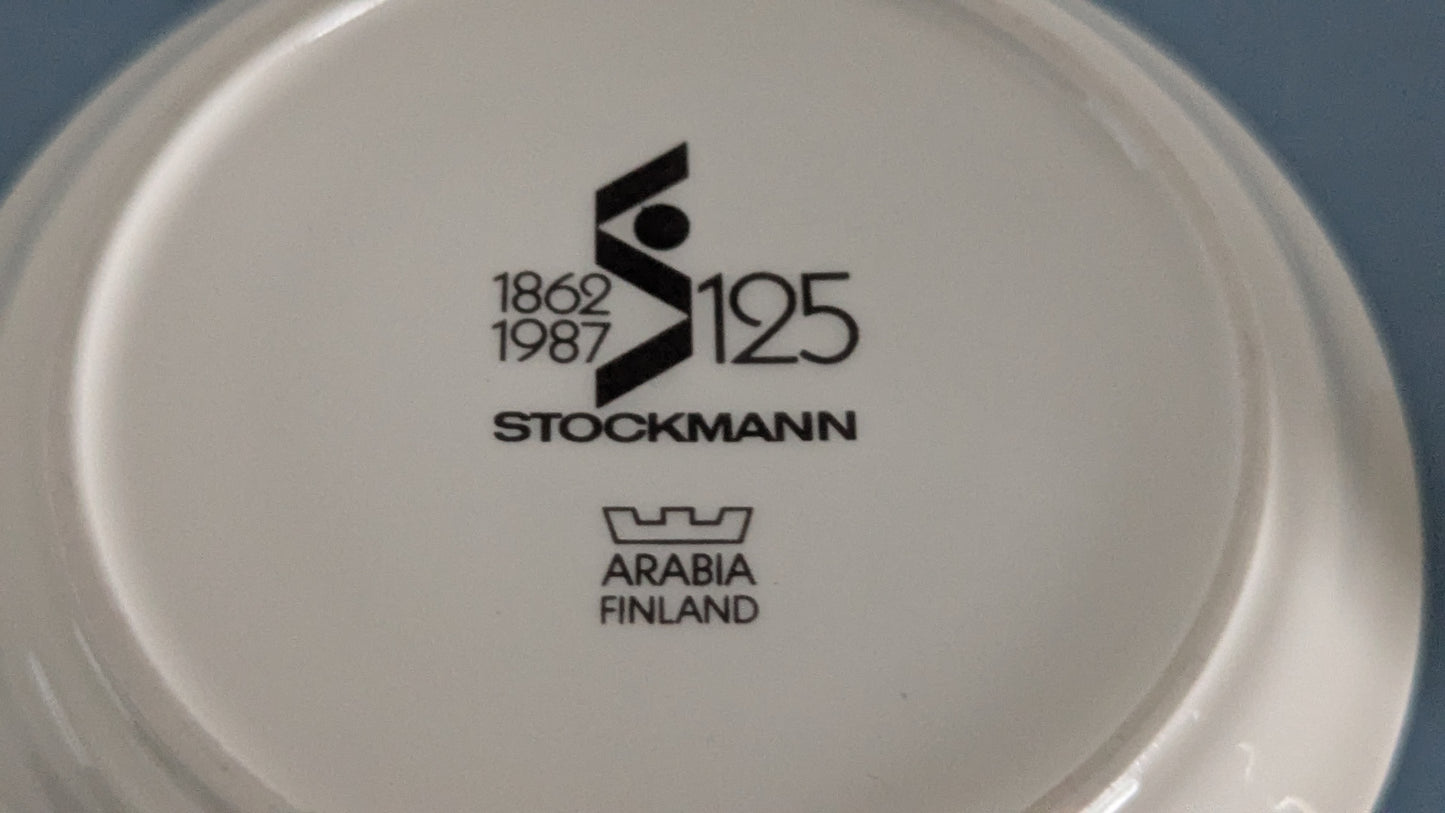 1862
1987
125
STOCKMANN
ARABIA
FINLAND